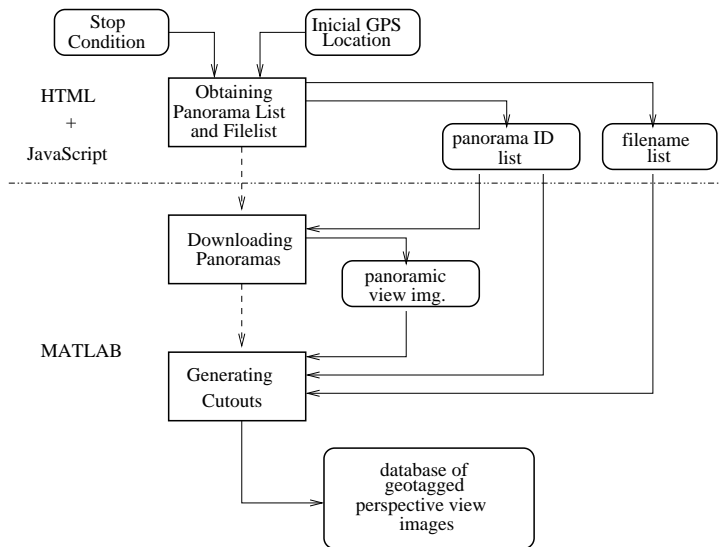 Stop
Condition
Inicial GPS
Location
HTML
+
JavaScript
Obtaining
Panorama List
and Filelist
panorama ID
list
filename
list
Downloading
Panoramas
panoramic
view img.
MATLAB
Generating
Cutouts
database of
geotagged
perspective view
images